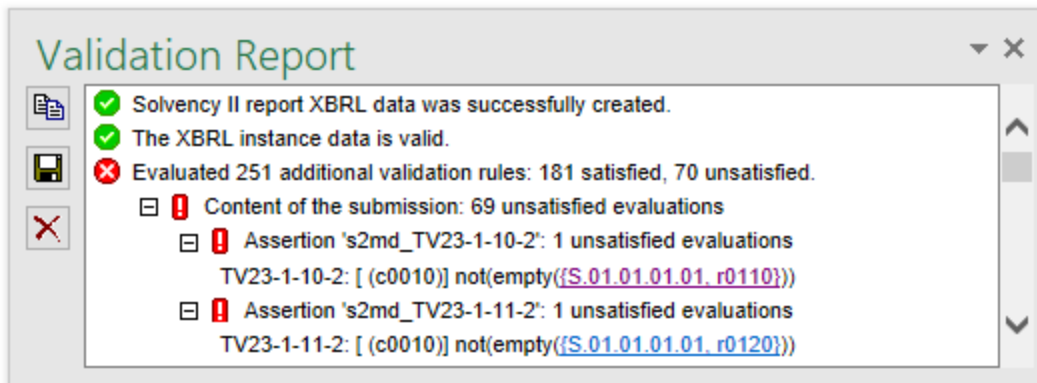 Validation Report
Solvency II report XBRL data was successfully created.
The XBRL instance data is valid.
Evaluated 251 additional validation rules: 181 satisfied, 70 unsatisfied.
Content of the submission: 69 unsatisfied evaluations
Assertion 's2md_TV23-1-10-2': 1 unsatisfied evaluations
TV23-1-10-2: [ (c0010)] not(empty({S.01.01.01.01, r0110}))
Assertion 's2md_TV23-1-11-2': 1 unsatisfied evaluations
TV23-1-11-2: [ (c0010)] not(empty({S.01.01.01.01, r0120}))